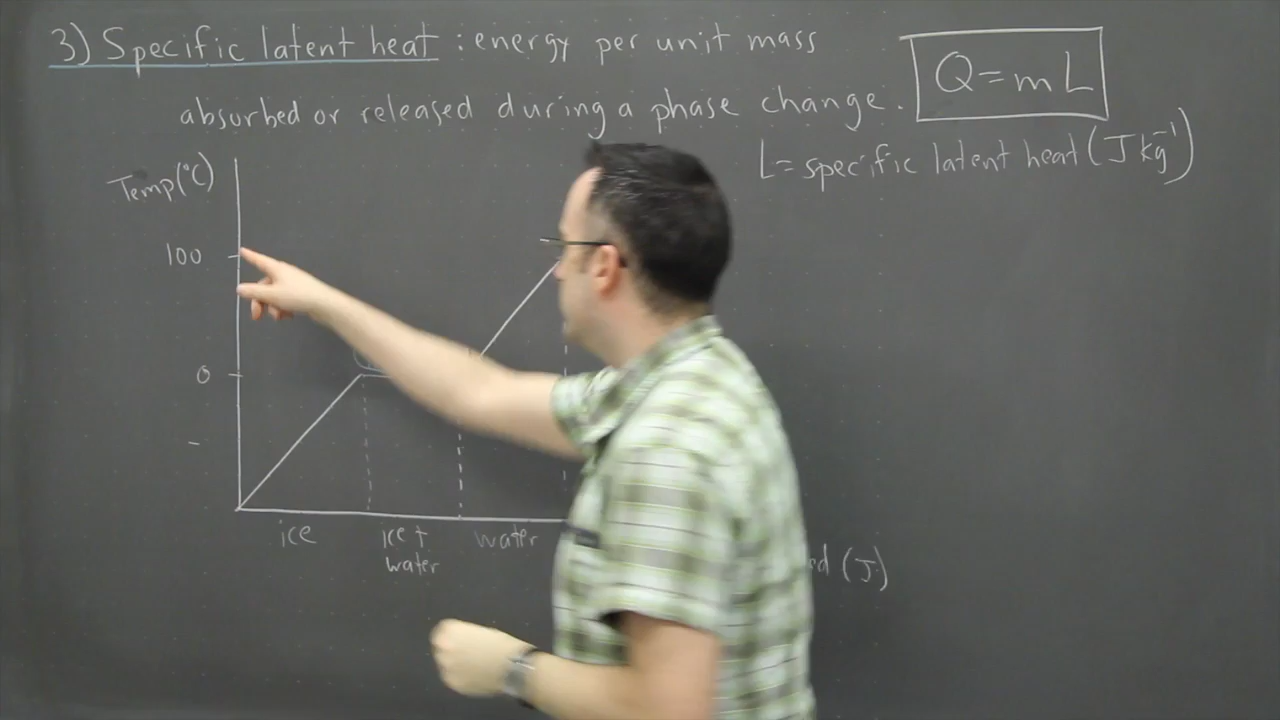 3) Specific latent heat : energy per unit mass
absorbed or released during a phase change.
Q = mL
L = specific latent heat (J kg⁻¹)
Temp (°C)
100
0
-
ice
ice +
water
water
(J)